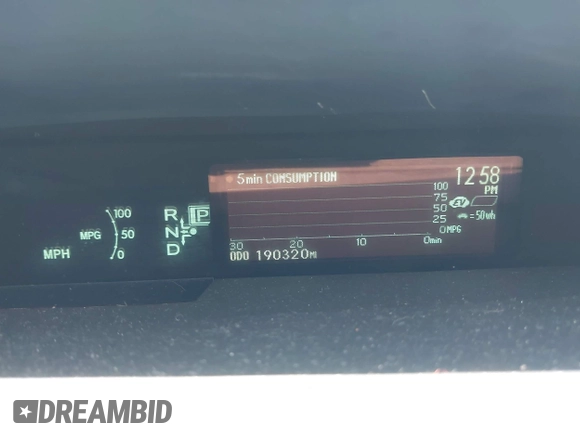 5min CONSUMPTION
12:58
PM
100
75
50
25
0MPG
EV
=50Wh
30 20 10 0min
ODO 190320MI
100
MPG 50
0
MPH
R P
N
D
DREAMBID